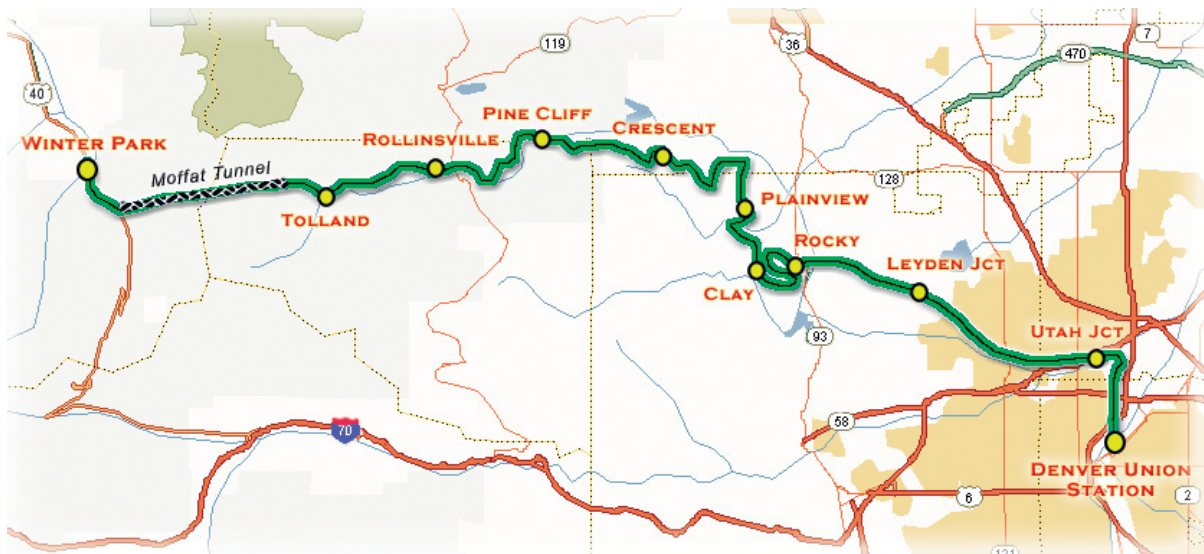 7
119
36
470
40
PINE CLIFF
CRESCENT
WINTER PARK
ROLLINSVILLE
Moffat Tunnel
128
TOLLAND
PLAINVIEW
ROCKY
LEYDEN JCT
CLAY
UTAH JCT
93
58
70
DENVER UNION
STATION
6
2